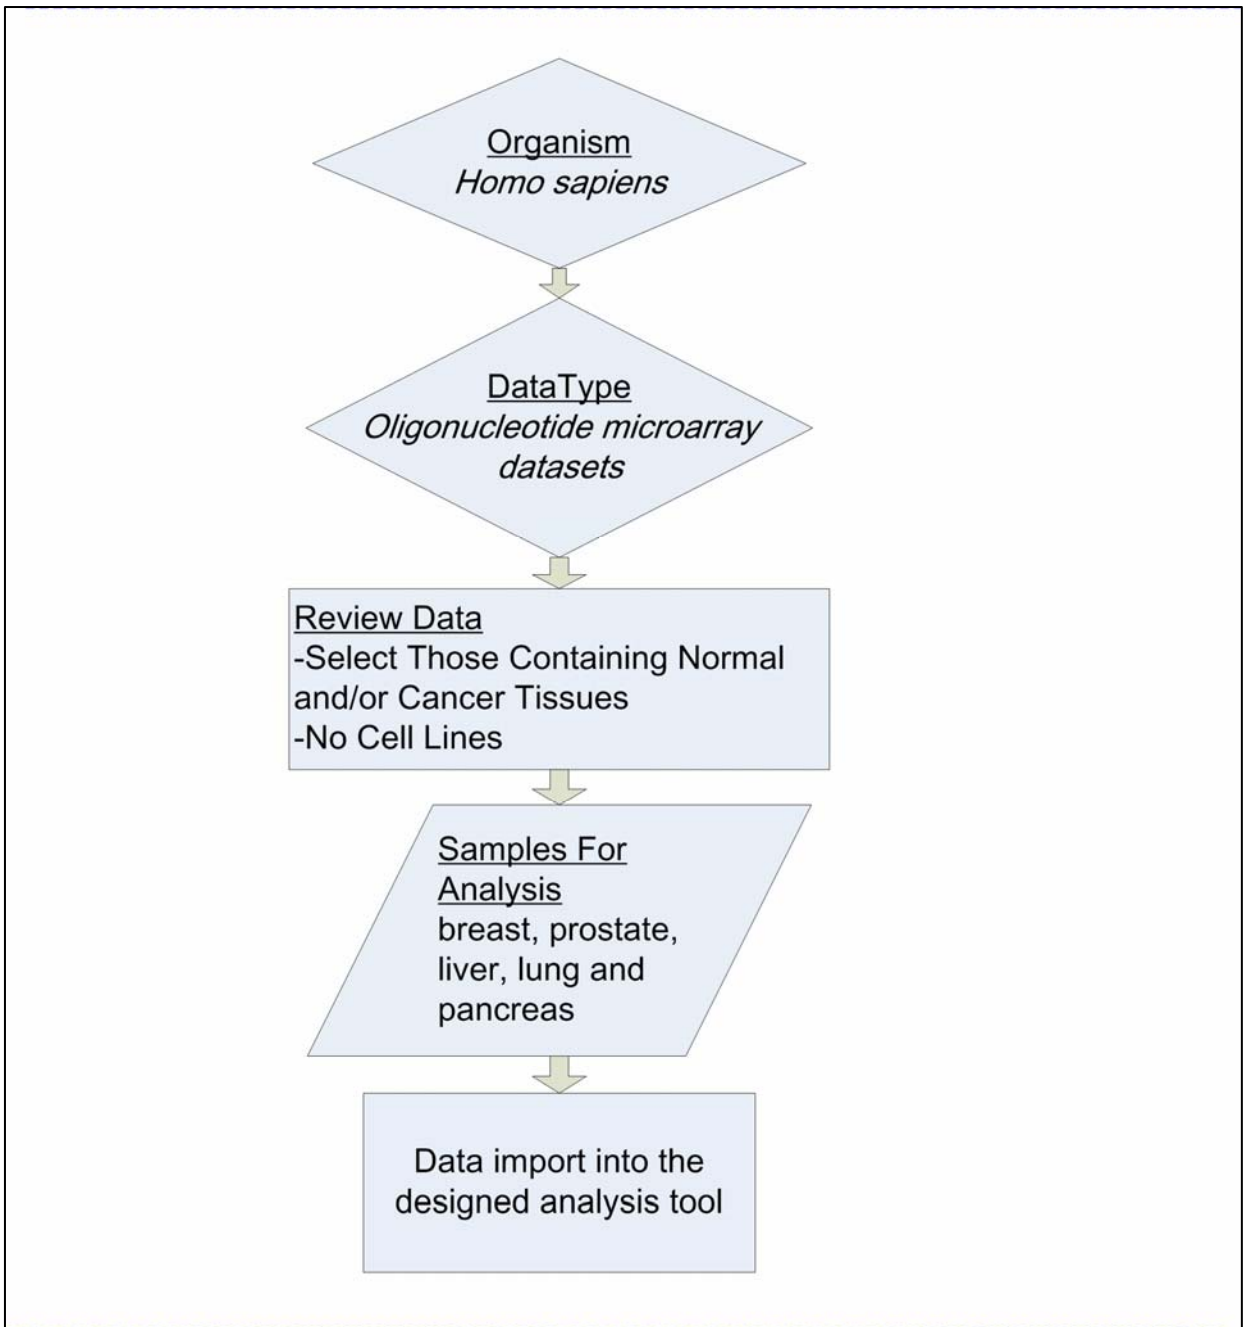 Organism
Homo sapiens
DataType
Oligonucleotide microarray
datasets
Review Data
-Select Those Containing Normal
and/or Cancer Tissues
-No Cell Lines
Samples For
Analysis
breast, prostate,
liver, lung and
pancreas
Data import into the
designed analysis tool